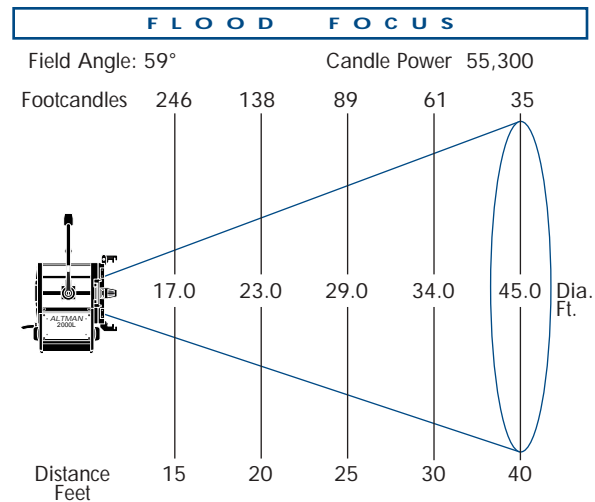 FLOOD FOCUS
Field Angle: 59° Candle Power 55,300
Footcandles 246 138 89 61 35
17.0 23.0 29.0 34.0 45.0 Dia.
Ft.
ALTMAN
2000L
Distance 15 20 25 30 40
Feet